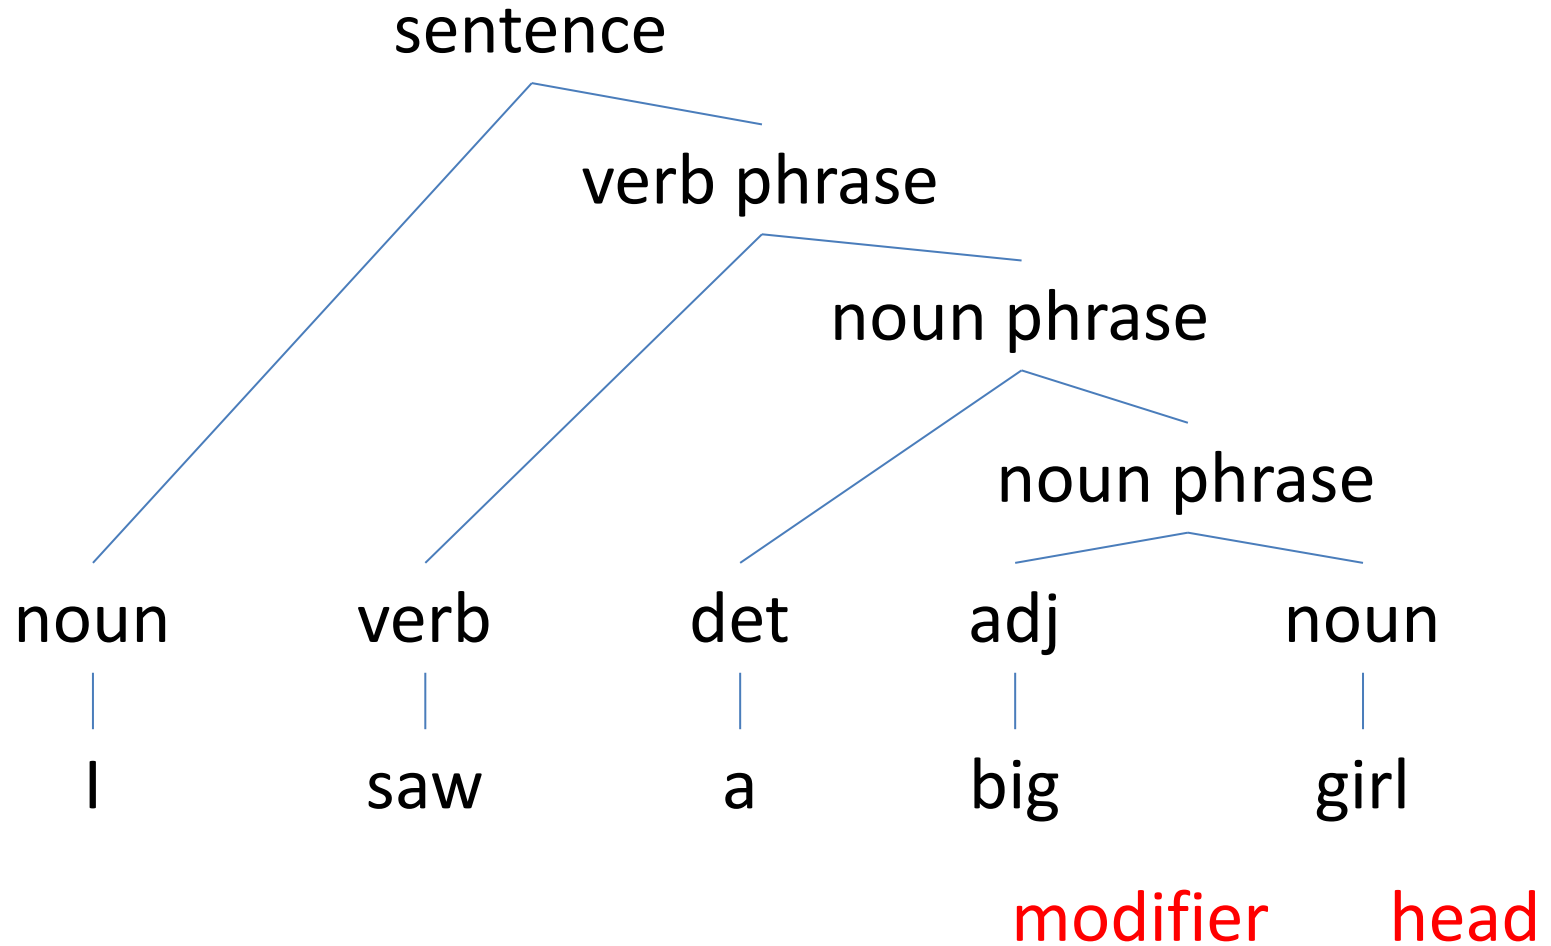 sentence
verb phrase
noun phrase
noun phrase
noun verb det adj noun
I saw a big girl
modifier head